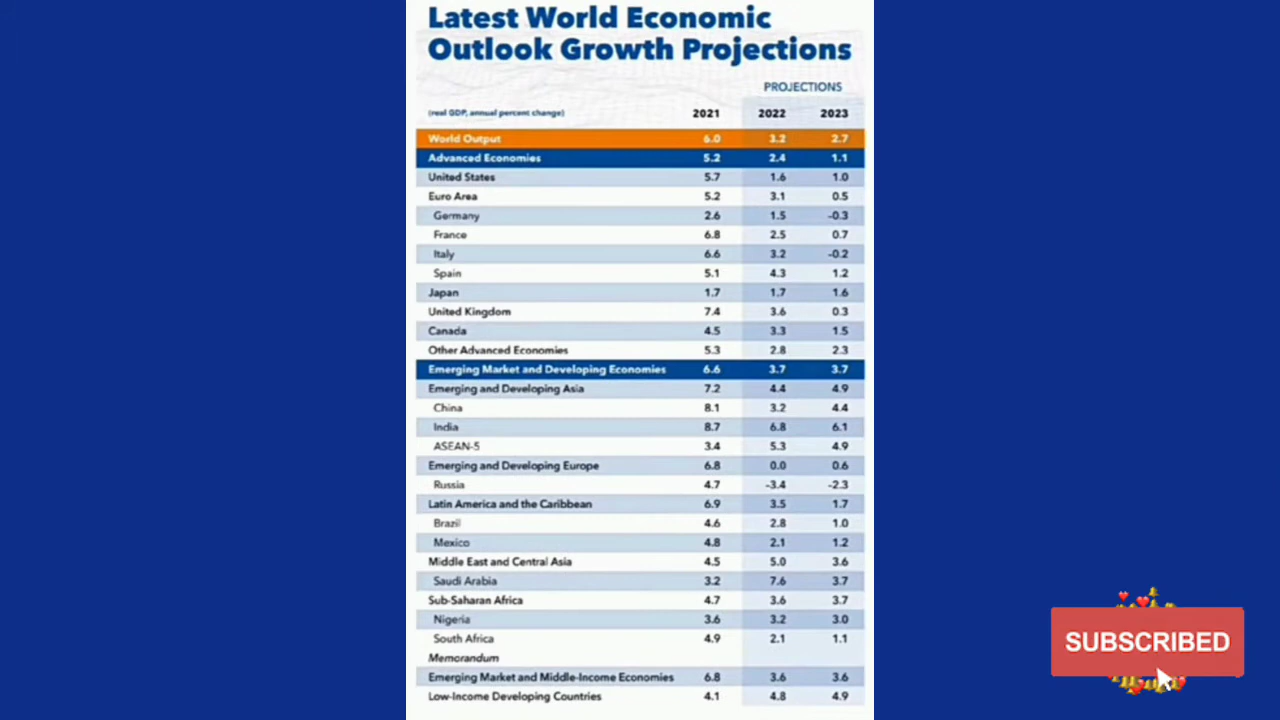 Latest World Economic
Outlook Growth Projections
PROJECTIONS
(real GDP, annual percent change) 2021 2022 2023
World Output 6.0 3.2 2.7
Advanced Economies 5.2 2.4 1.1
United States 5.7 1.6 1.0
Euro Area 5.2 3.1 0.5
Germany 2.6 1.5 -0.3
France 6.8 2.5 0.7
Italy 6.6 3.2 -0.2
Spain 5.1 4.3 1.2
Japan 1.7 1.7 1.6
United Kingdom 7.4 3.6 0.3
Canada 4.5 3.3 1.5
Other Advanced Economies 5.3 2.8 2.3
Emerging Market and Developing Economies 6.6 3.7 3.7
Emerging and Developing Asia 7.2 4.4 4.9
China 8.1 3.2 4.4
India 8.7 6.8 6.1
ASEAN-5 3.4 5.3 4.9
Emerging and Developing Europe 6.8 0.0 0.6
Russia 4.7 -3.4 -2.3
Latin America and the Caribbean 6.9 3.5 1.7
Brazil 4.6 2.8 1.0
Mexico 4.8 2.1 1.2
Middle East and Central Asia 4.5 5.0 3.6
Saudi Arabia 3.2 7.6 3.7
Sub-Saharan Africa 4.7 3.6 3.7
Nigeria 3.6 3.2 3.0
South Africa 4.9 2.1 1.1
Memorandum
Emerging Market and Middle-Income Economies 6.8 3.6 3.6
Low-Income Developing Countries 4.1 4.8 4.9
SUBSCRIBED